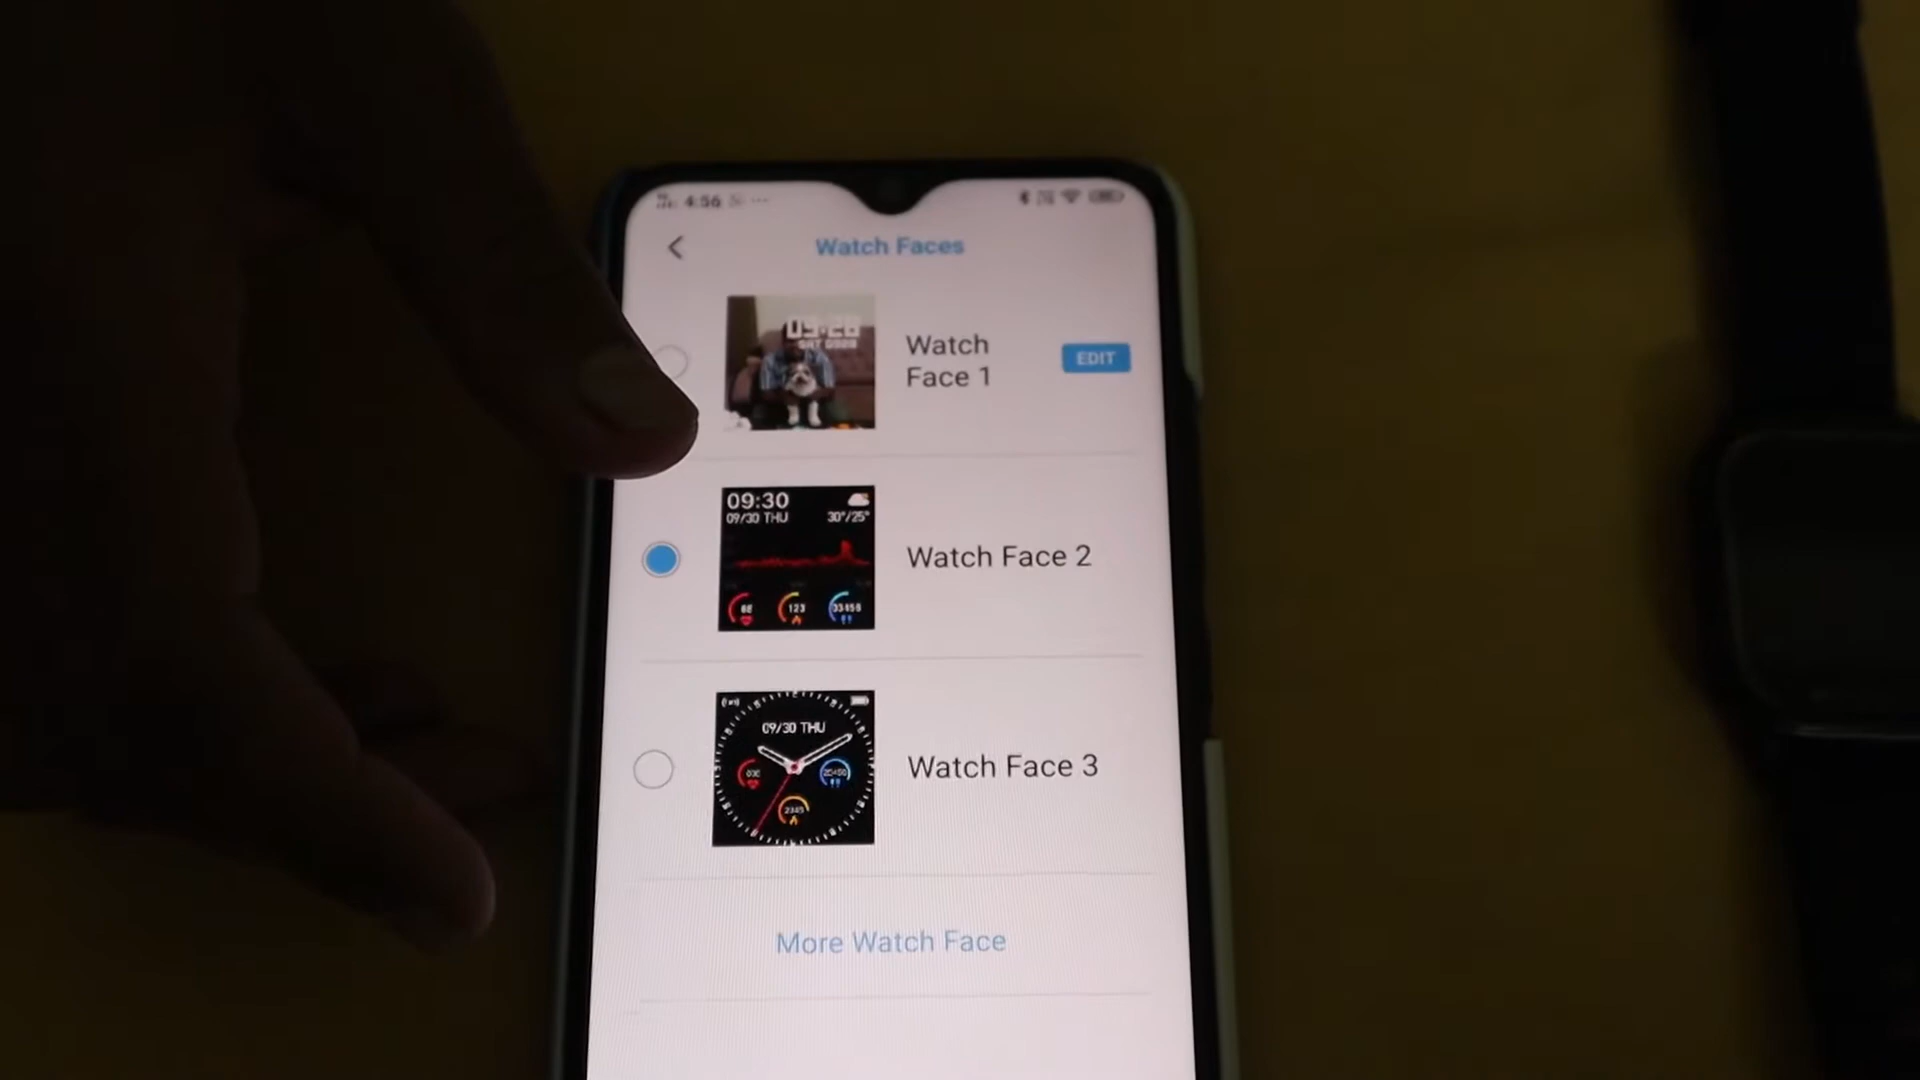 4:56
Watch Faces
09:28
Watch
Face 1
EDIT
09:30
09/30 THU
30°/25°
Watch Face 2
123
33456
09/30 THU
Watch Face 3
More Watch Face